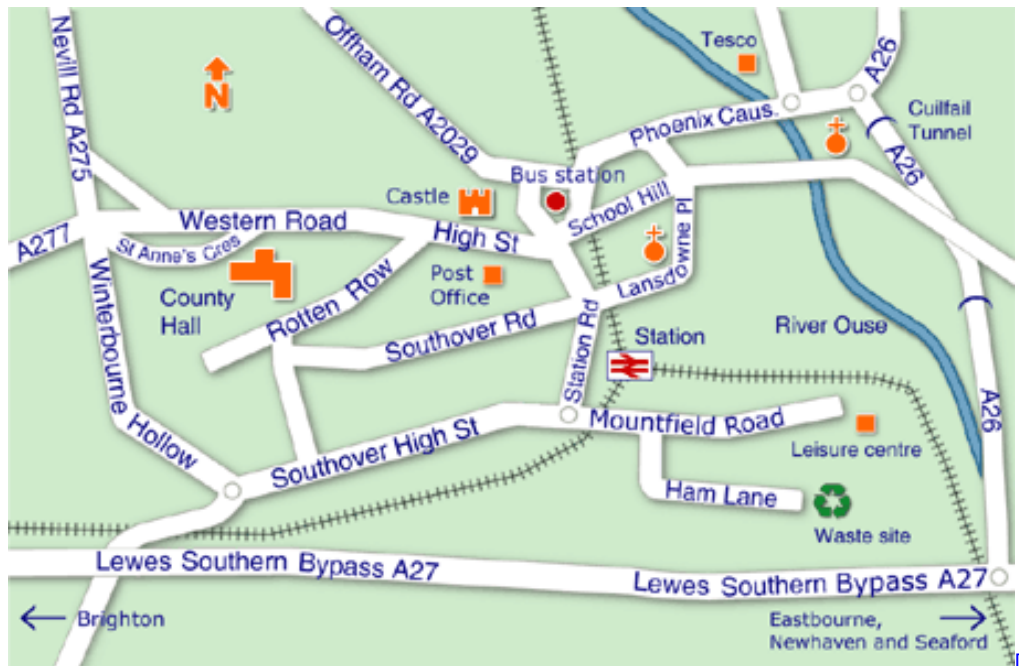 Nevill Rd A275
Offham Rd A2029
N
Tesco
A26
Phoenix Caus.
Cuilfail
Tunnel
A26
Bus station
Castle
School Hill
Western Road
High St
A277
St Anne's Cres
Lansdowne Pl
Post
Office
County
Hall
Rotten Row
Winterbourne
Hollow
Southover Rd
Station Rd
Station
River Ouse
A26
Mountfield Road
Southover High St
Leisure centre
Ham Lane
Waste site
Lewes Southern Bypass A27
Lewes Southern Bypass A27
Brighton
Eastbourne,
Newhaven and Seaford